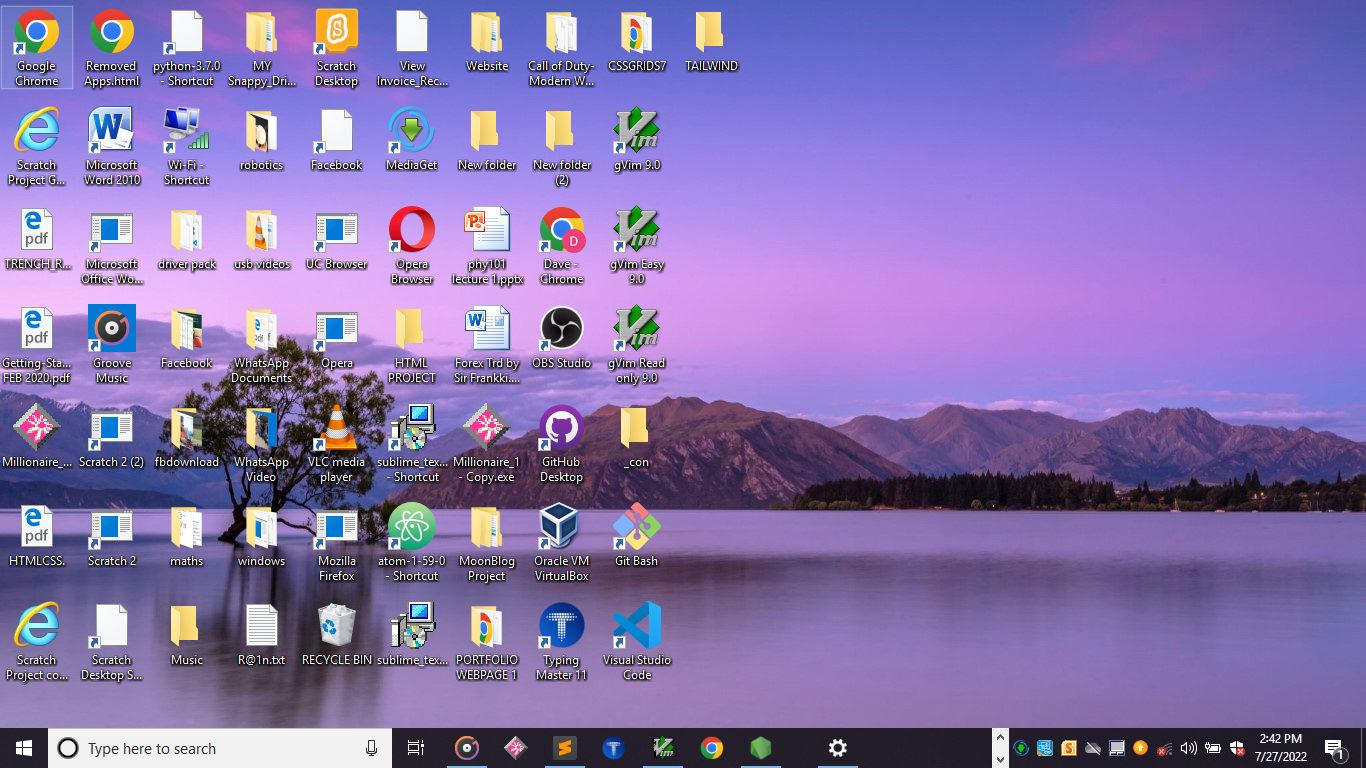 Google Chrome
Removed Apps.html
python-3.7.0 - Shortcut
MY Snappy_Dri...
Scratch Desktop
View Invoice_Rec...
Website
Call of Duty- Modern W...
CSSGRIDS7
TAILWIND
Scratch Project G...
Microsoft Word 2010
Wi-Fi - Shortcut
robotics
Facebook
MediaGet
New folder
New folder (2)
gVim 9.0
TRENCH_R...
Microsoft Office Wo...
driver pack
usb videos
UC Browser
Opera Browser
phy101 lecture 1.pptx
Dave - Chrome
gVim Easy 9.0
Getting-Sta... FEB 2020.pdf
Groove Music
Facebook
WhatsApp Documents
Opera
HTML PROJECT
Forex Trd by Sir Frankki....
OBS Studio
gVim Read only 9.0
Millionaire_...
Scratch 2 (2)
fbdownload
WhatsApp Video
VLC media player
sublime_tex... - Shortcut
Millionaire_1 - Copy.exe
GitHub Desktop
_con
HTMLCSS.
Scratch 2
maths
windows
Mozilla Firefox
atom-1-59-0 - Shortcut
MoonBlog Project
Oracle VM VirtualBox
Git Bash
Scratch Project co...
Scratch Desktop S...
Music
R@1n.txt
RECYCLE BIN
sublime_tex...
PORTFOLIO WEBPAGE 1
Typing Master 11
Visual Studio Code
Type here to search
2:42 PM
7/27/2022
1